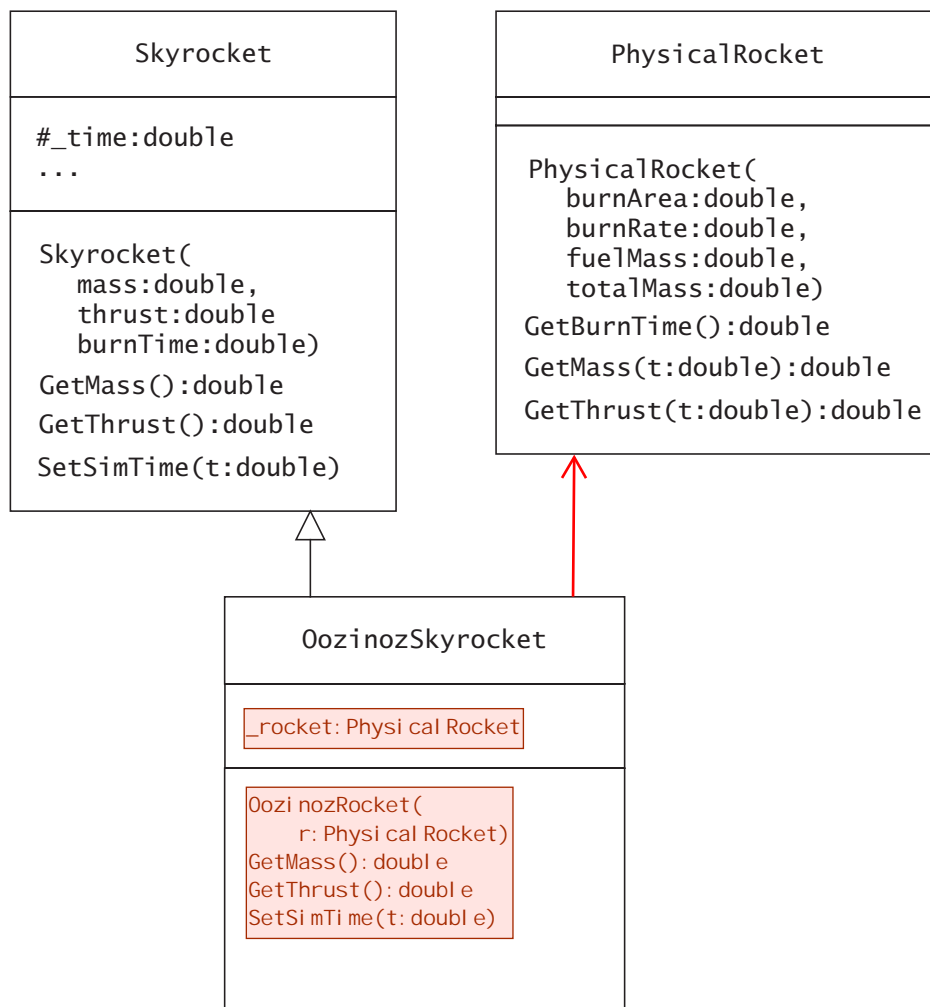 Skyrocket
#_time:double
...
Skyrocket(
mass:double,
thrust:double
burnTime:double)
GetMass():double
GetThrust():double
SetSimTime(t:double)
PhysicalRocket
PhysicalRocket(
burnArea:double,
burnRate:double,
fuelMass:double,
totalMass:double)
GetBurnTime():double
GetMass(t:double):double
GetThrust(t:double):double
OozinozSkyrocket
_rocket:PhysicalRocket
OozinozRocket(
r:PhysicalRocket)
GetMass():double
GetThrust():double
SetSimTime(t:double)